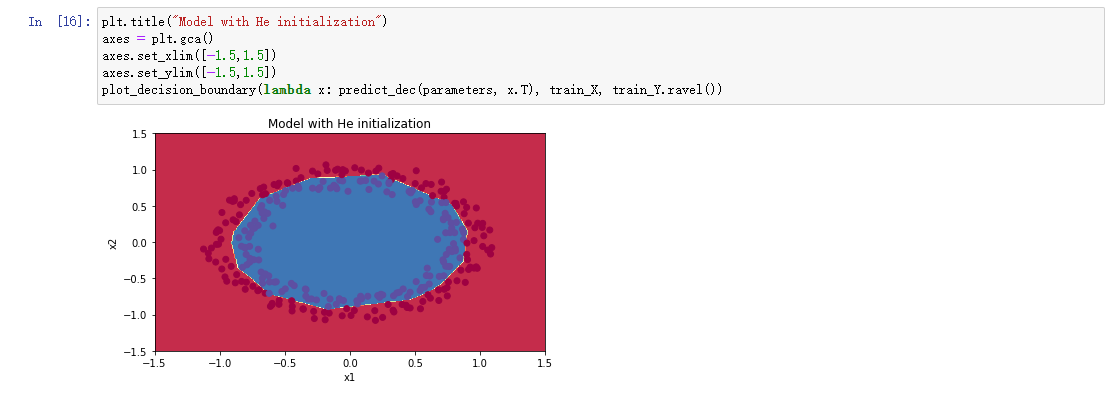 In [16]: plt.title("Model with He initialization")
axes = plt.gca()
axes.set_xlim([-1.5,1.5])
axes.set_ylim([-1.5,1.5])
plot_decision_boundary(lambda x: predict_dec(parameters, x.T), train_X, train_Y.ravel())
Model with He initialization
1.5
1.0
0.5
0.0
−0.5
−1.0
−1.5
x2
−1.5 −1.0 −0.5 0.0 0.5 1.0 1.5
x1